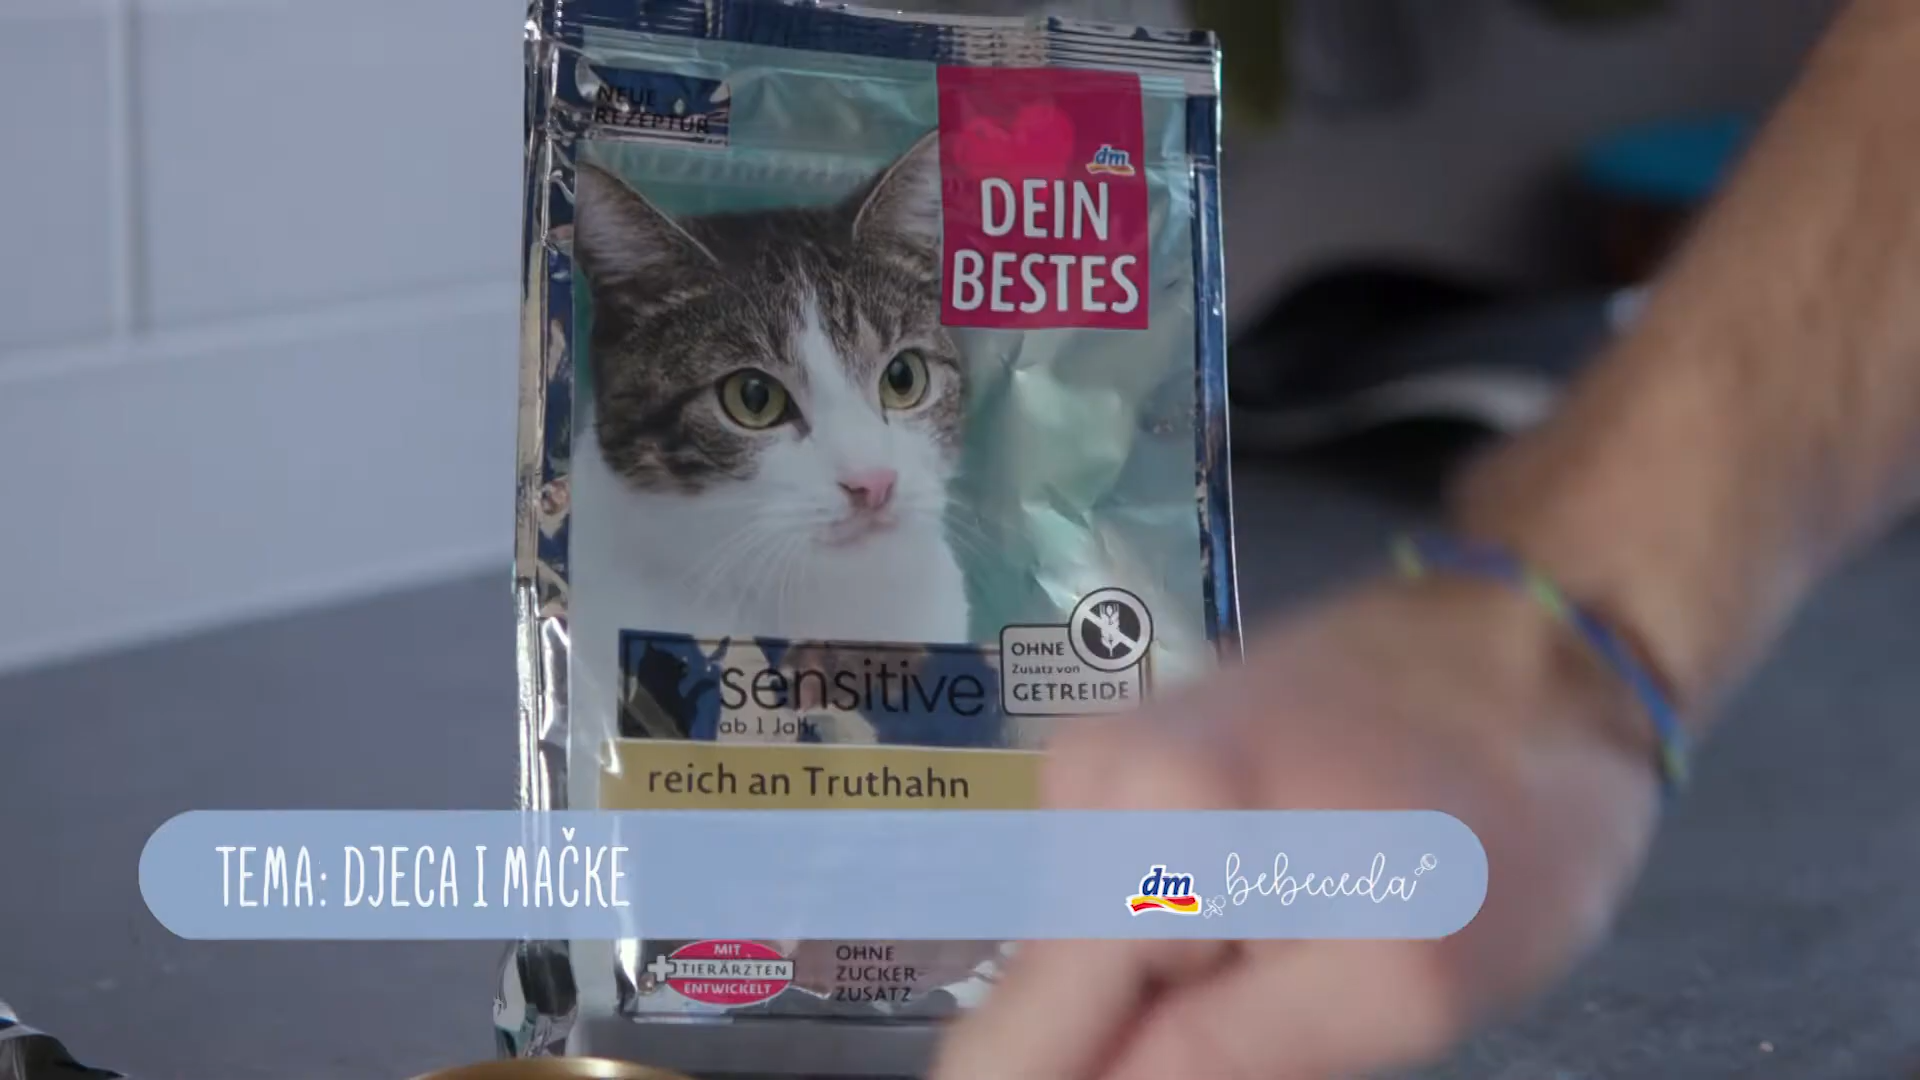 NEUE
REZEPTUR
dm
DEIN
BESTES
sensitive
ab 1 Jahr
OHNE
Zusatz von
GETREIDE
reich an Truthahn
TEMA: DJECA I MAČKE
dm bebeceda
MIT
TIERÄRZTEN
ENTWICKELT
OHNE
ZUCKER-
ZUSATZ